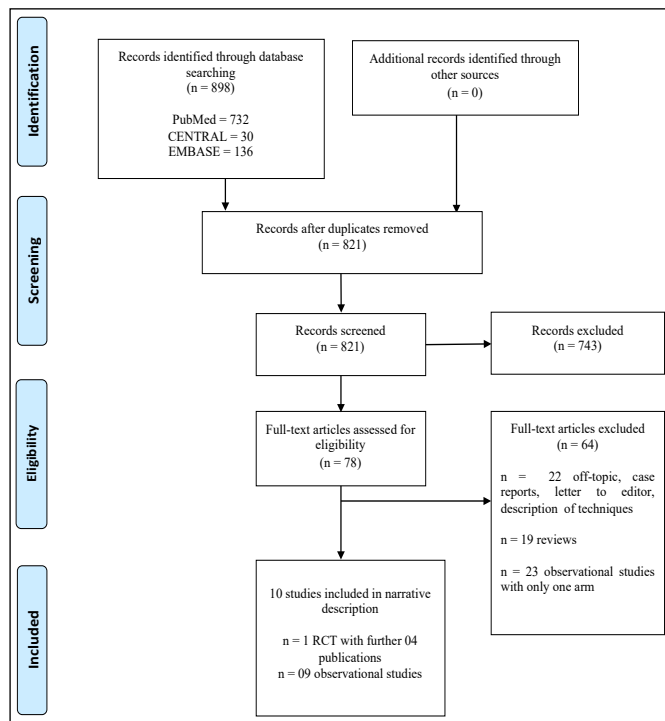 Identification
Records identified through database
searching
(n = 898)
PubMed = 732
CENTRAL = 30
EMBASE = 136
Additional records identified through
other sources
(n = 0)
Screening
Records after duplicates removed
(n = 821)
Records screened
(n = 821)
Records excluded
(n = 743)
Eligibility
Full-text articles assessed for
eligibility
(n = 78)
Full-text articles excluded
(n = 64)
n = 22 off-topic, case
reports, letter to editor,
description of techniques
n = 19 reviews
n = 23 observational studies
with only one arm
Included
10 studies included in narrative
description
n = 1 RCT with further 04
publications
n = 09 observational studies